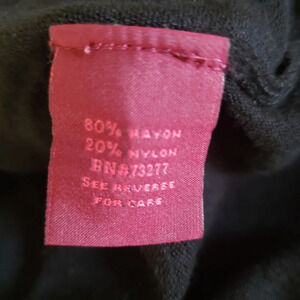 80% RAYON
20% NYLON
RN#73277
SEE REVERSE
FOR CARE